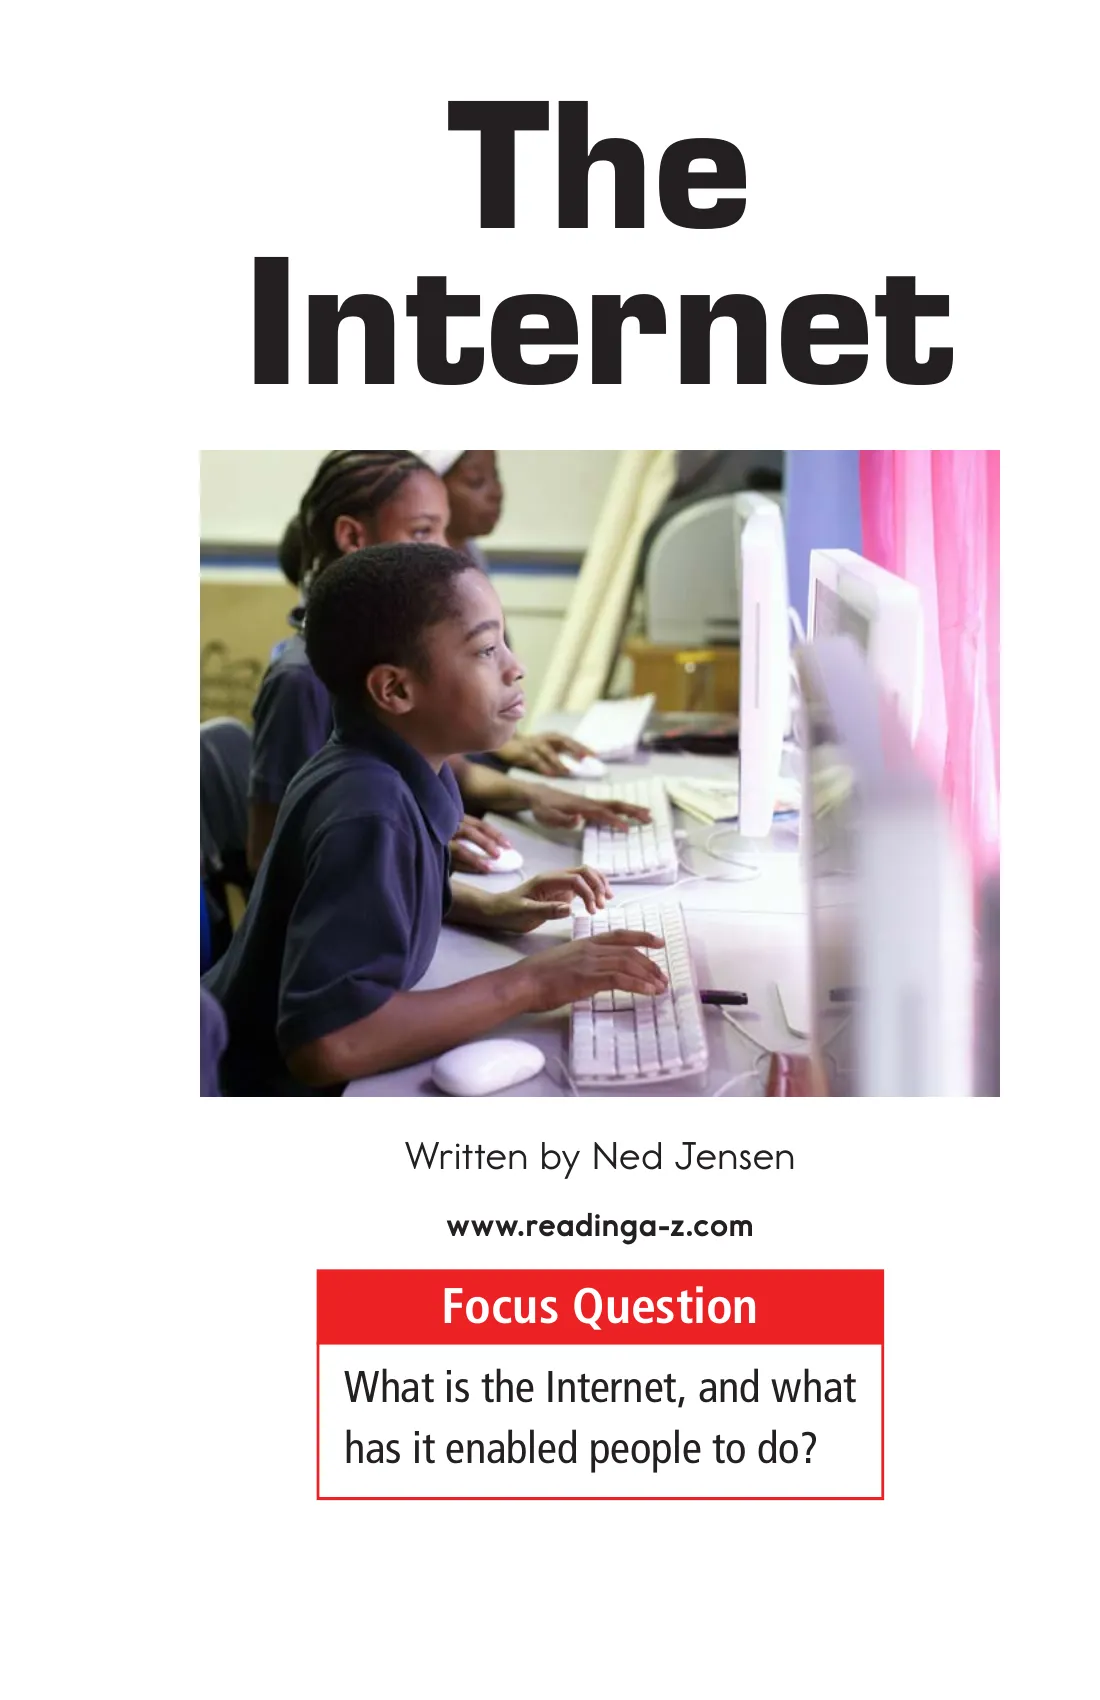 The
Internet
Written by Ned Jensen
www.readinga-z.com
Focus Question
What is the Internet, and what
has it enabled people to do?